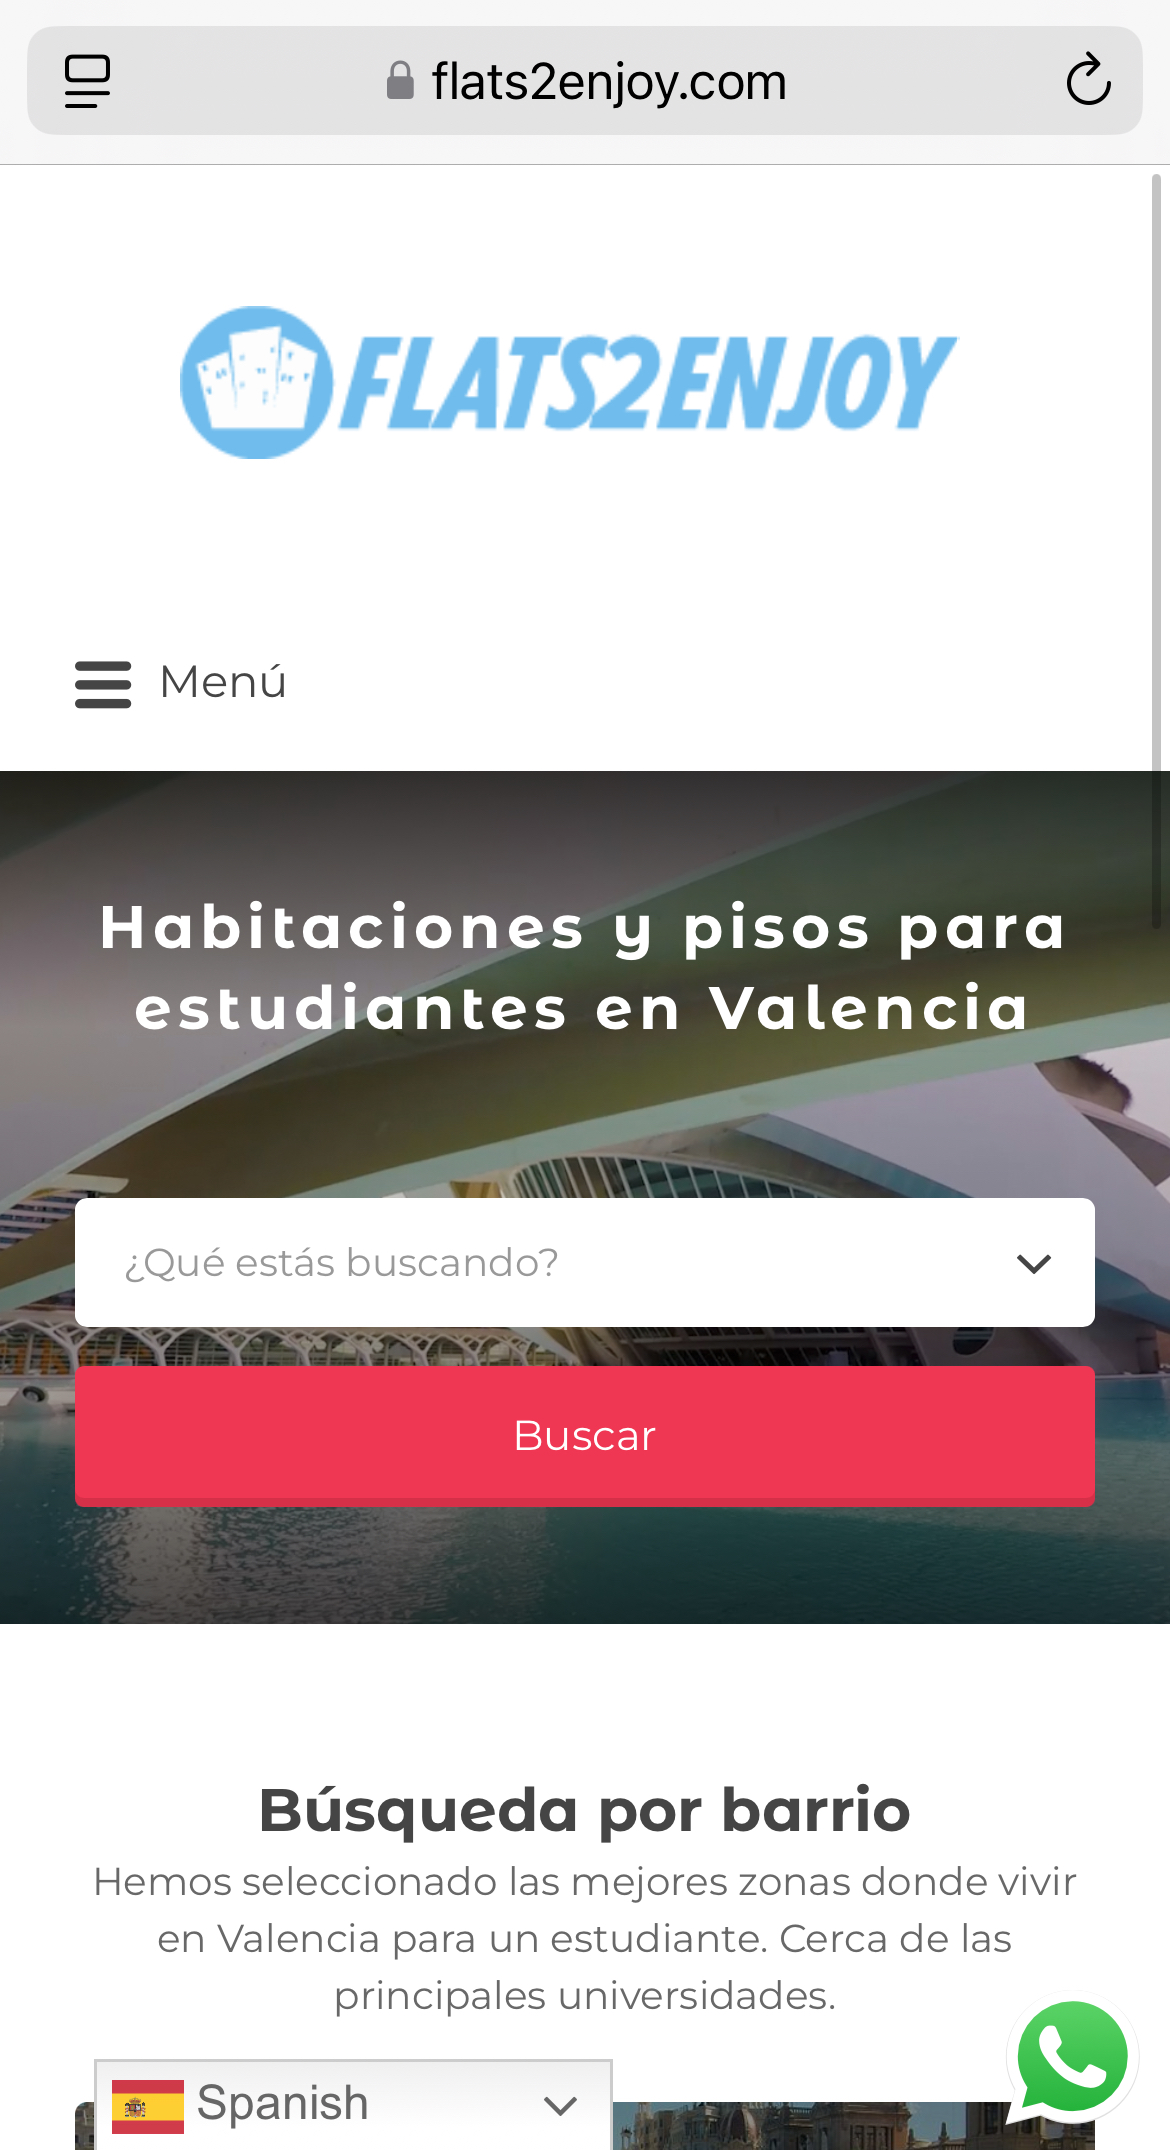 flats2enjoy.com
FLATS2ENJOY
Menú
Habitaciones y pisos para
estudiantes en Valencia
¿Qué estás buscando?
Buscar
Búsqueda por barrio
Hemos seleccionado las mejores zonas donde vivir
en Valencia para un estudiante. Cerca de las
principales universidades.
Spanish